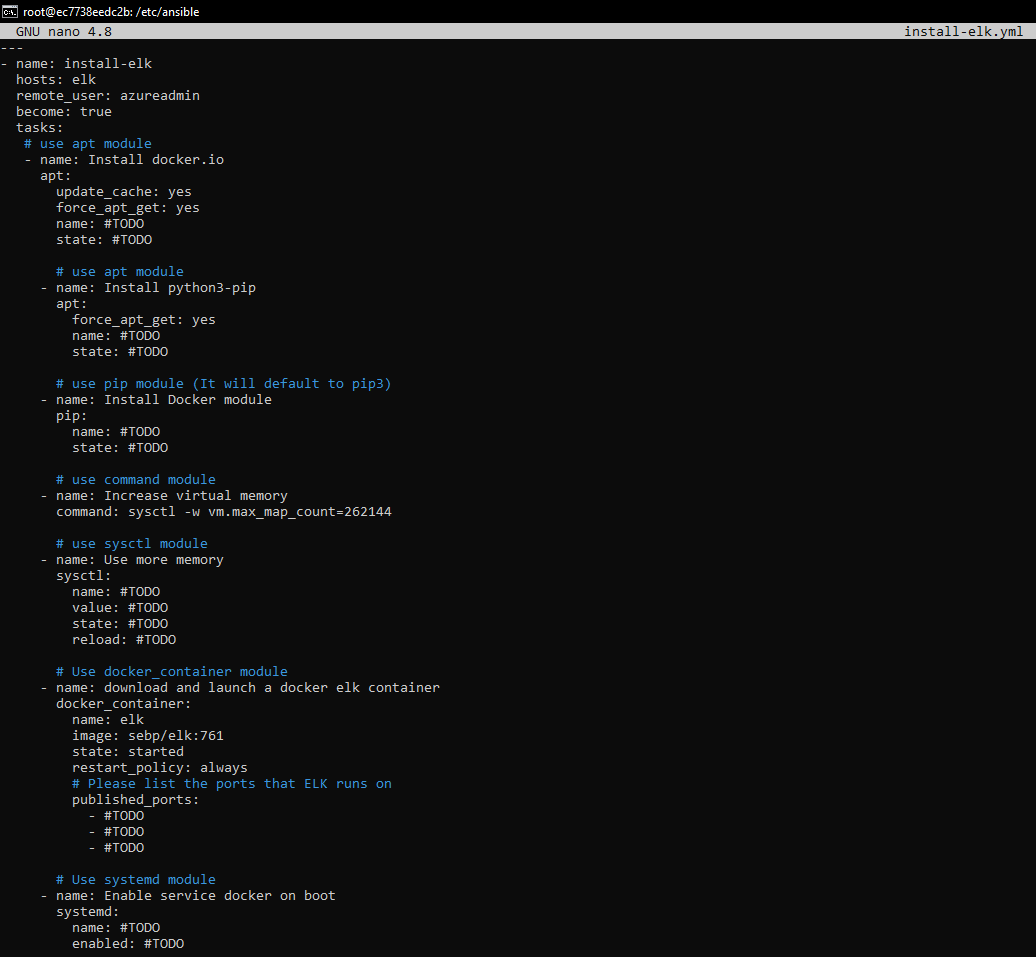 root@ec7738eedc2b: /etc/ansible
GNU nano 4.8 install-elk.yml
---
- name: install-elk
  hosts: elk
  remote_user: azureadmin
  become: true
  tasks:
   # use apt module
   - name: Install docker.io
     apt:
       update_cache: yes
       force_apt_get: yes
       name: #TODO
       state: #TODO

       # use apt module
     - name: Install python3-pip
       apt:
         force_apt_get: yes
         name: #TODO
         state: #TODO

       # use pip module (It will default to pip3)
     - name: Install Docker module
       pip:
         name: #TODO
         state: #TODO

       # use command module
     - name: Increase virtual memory
       command: sysctl -w vm.max_map_count=262144

       # use sysctl module
     - name: Use more memory
       sysctl:
         name: #TODO
         value: #TODO
         state: #TODO
         reload: #TODO

       # Use docker_container module
     - name: download and launch a docker elk container
       docker_container:
         name: elk
         image: sebp/elk:761
         state: started
         restart_policy: always
         # Please list the ports that ELK runs on
         published_ports:
           - #TODO
           - #TODO
           - #TODO

       # Use systemd module
     - name: Enable service docker on boot
       systemd:
         name: #TODO
         enabled: #TODO